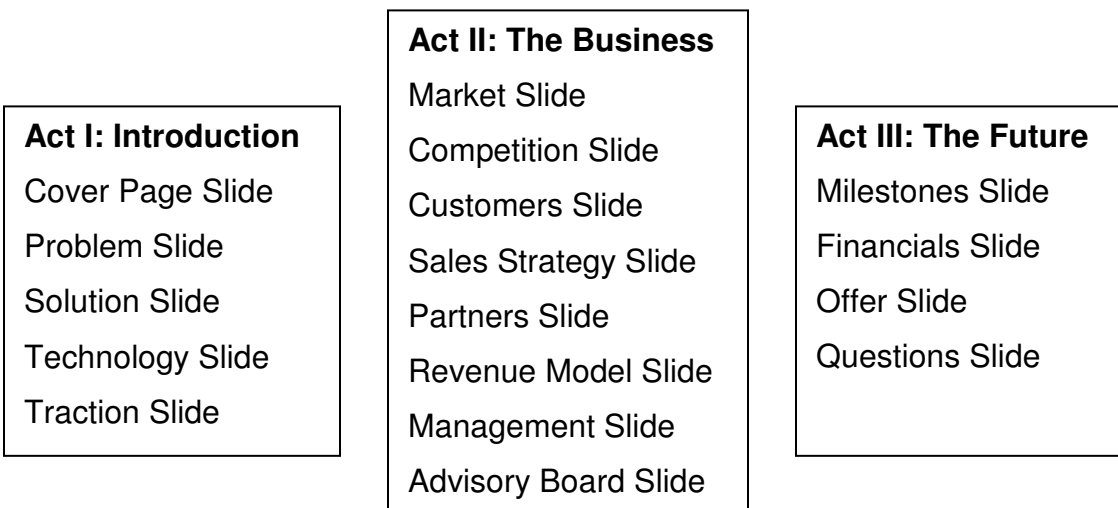 Act I: Introduction
Cover Page Slide
Problem Slide
Solution Slide
Technology Slide
Traction Slide
Act II: The Business
Market Slide
Competition Slide
Customers Slide
Sales Strategy Slide
Partners Slide
Revenue Model Slide
Management Slide
Advisory Board Slide
Act III: The Future
Milestones Slide
Financials Slide
Offer Slide
Questions Slide